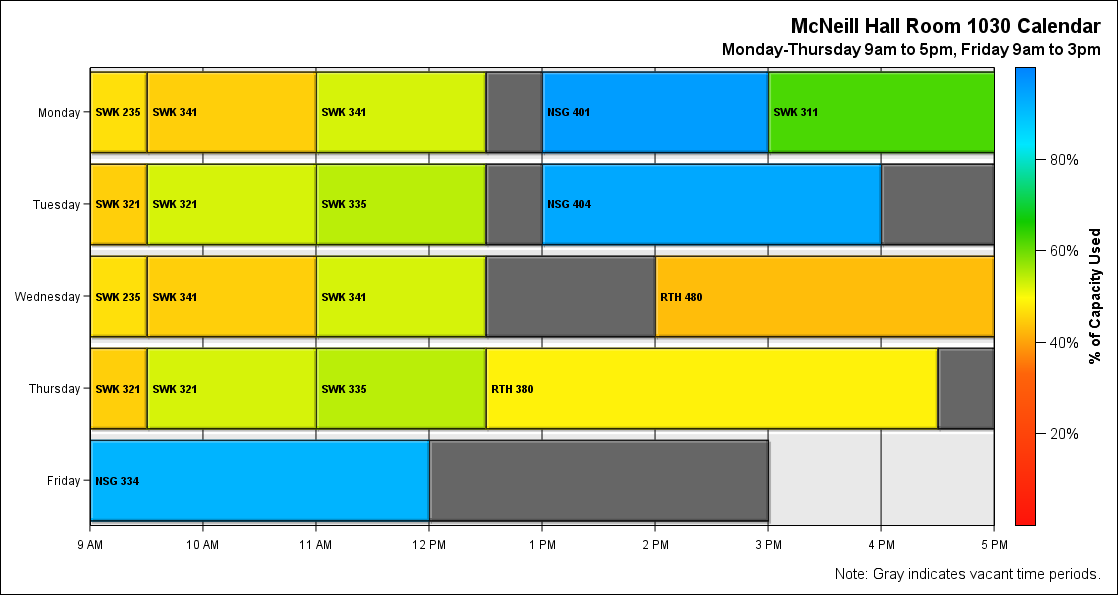 McNeill Hall Room 1030 Calendar
Monday-Thursday 9am to 5pm, Friday 9am to 3pm
Monday SWK 235 SWK 341 SWK 341 NSG 401 SWK 311
80%
Tuesday SWK 321 SWK 321 SWK 335 NSG 404
60%
% of Capacity Used
Wednesday SWK 235 SWK 341 SWK 341 RTH 480
40%
Thursday SWK 321 SWK 321 SWK 335 RTH 380
20%
Friday NSG 334
9 AM 10 AM 11 AM 12 PM 1 PM 2 PM 3 PM 4 PM 5 PM
Note: Gray indicates vacant time periods.